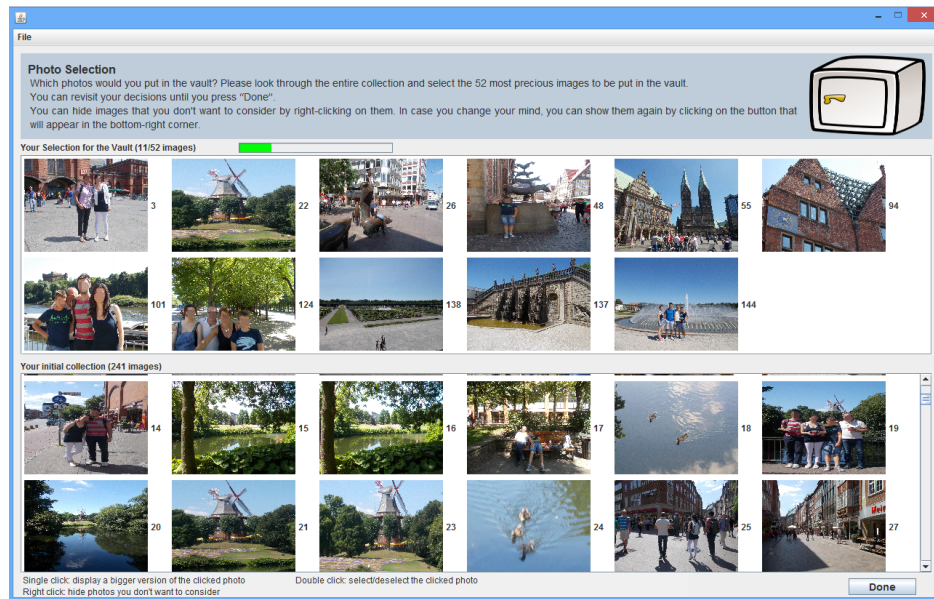 File
Photo Selection
Which photos would you put in the vault? Please look through the entire collection and select the 52 most precious images to be put in the vault.
You can revisit your decisions until you press "Done".
You can hide images that you don't want to consider by right-clicking on them. In case you change your mind, you can show them again by clicking on the button that
will appear in the bottom-right corner.
Your Selection for the Vault (11/52 images)
3 22 26 48 55 94
101 124 138 137 144
Your initial collection (241 images)
14 15 16 17 18 19
20 21 23 24 25 27
Single click: display a bigger version of the clicked photo Double click: select/deselect the clicked photo
Right click: hide photos you don't want to consider
Done